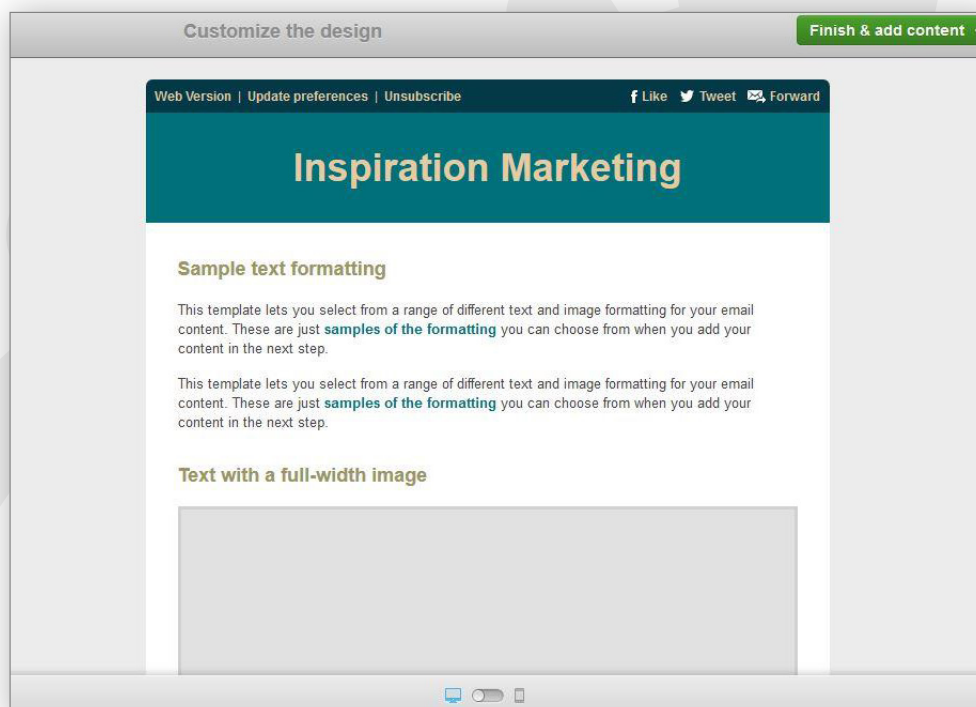 Customize the design
Finish & add content
Web Version | Update preferences | Unsubscribe
Like Tweet Forward
Inspiration Marketing
Sample text formatting
This template lets you select from a range of different text and image formatting for your email
content. These are just samples of the formatting you can choose from when you add your
content in the next step.
This template lets you select from a range of different text and image formatting for your email
content. These are just samples of the formatting you can choose from when you add your
content in the next step.
Text with a full-width image